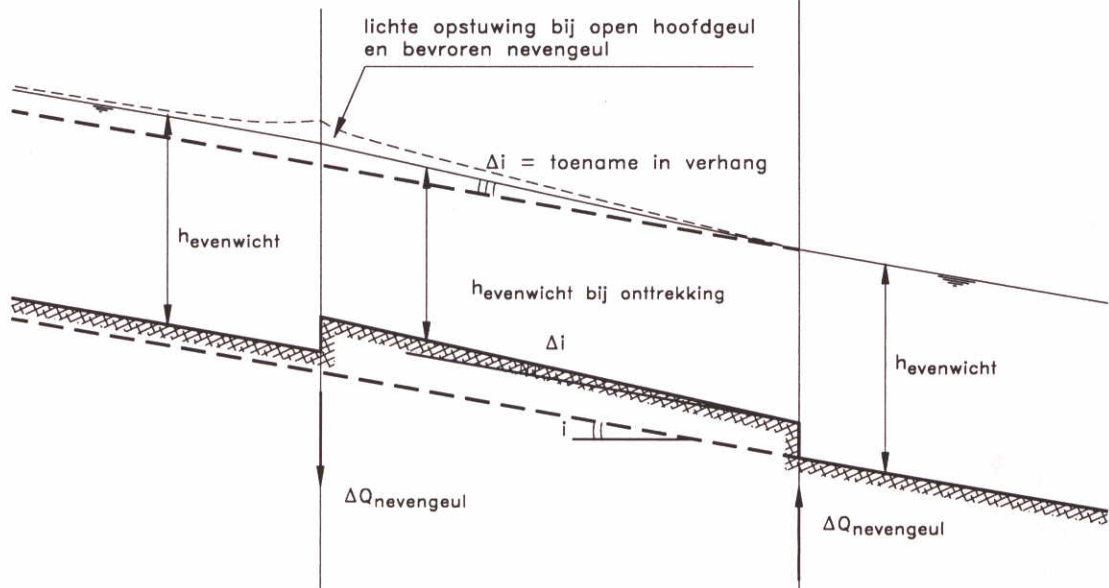 lichte opstuwing bij open hoofdgeul
en bevroren nevengeul
Δi = toename in verhang
hevenwicht
hevenwicht bij onttrekking
Δi
hevenwicht
i
ΔQnevengeul
ΔQnevengeul